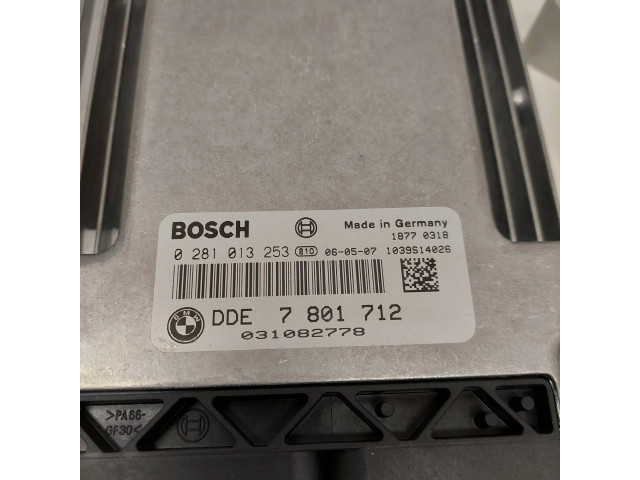 BOSCH Made in Germany
1877 0318
0 281 013 253 810 06-05-07 1039S14026
BMW DDE 7 801 712
031082778
>PA66-
GF30<